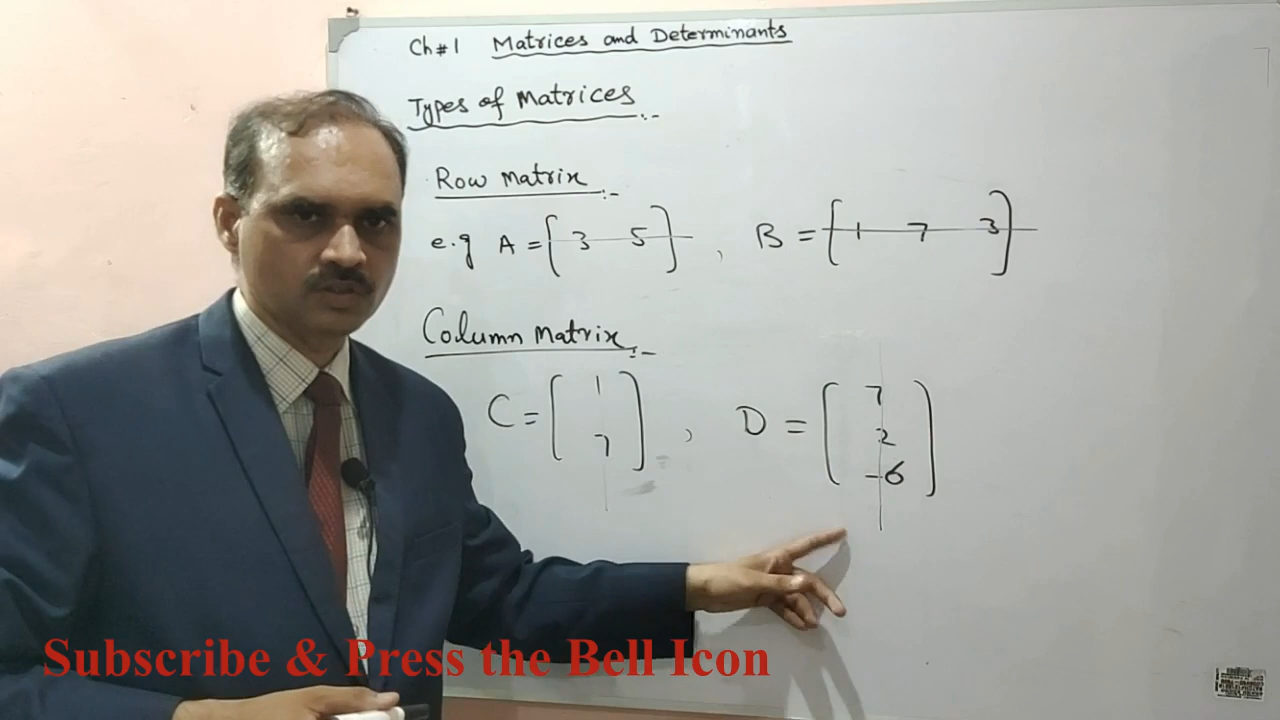 Ch#1 Matrices and Determinants
Types of Matrices :-
Row Matrix :-
e.g A = [ 3 5 ] , B = [ 1 7 3 ]
Column Matrix :-
C = [ 1
7 ] , D = [ 7
2
-6 ]
Subscribe & Press the Bell Icon